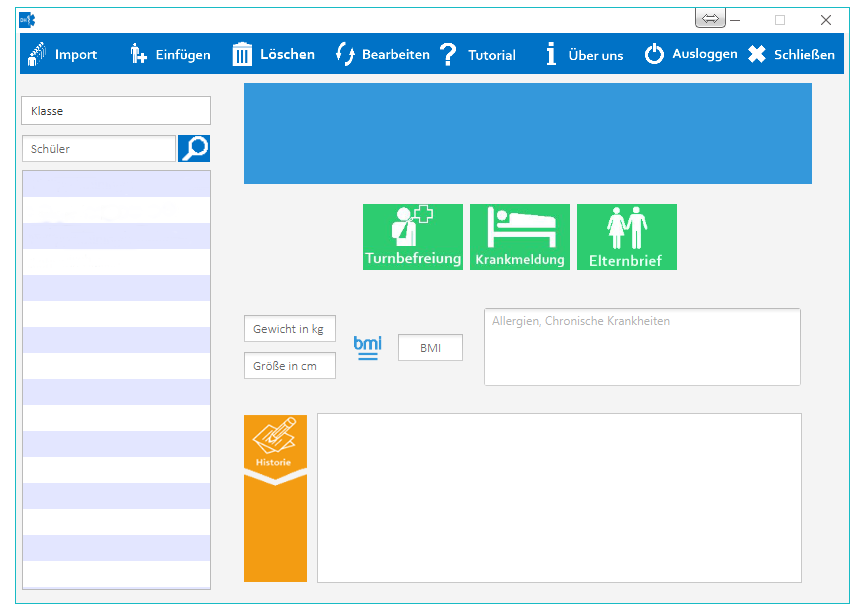 Import Einfügen Löschen Bearbeiten ? Tutorial i Über uns Ausloggen Schließen
Klasse
Schüler
Turnbefreiung Krankmeldung Elternbrief
Gewicht in kg
Größe in cm
bmi
BMI
Allergien, Chronische Krankheiten
Historie